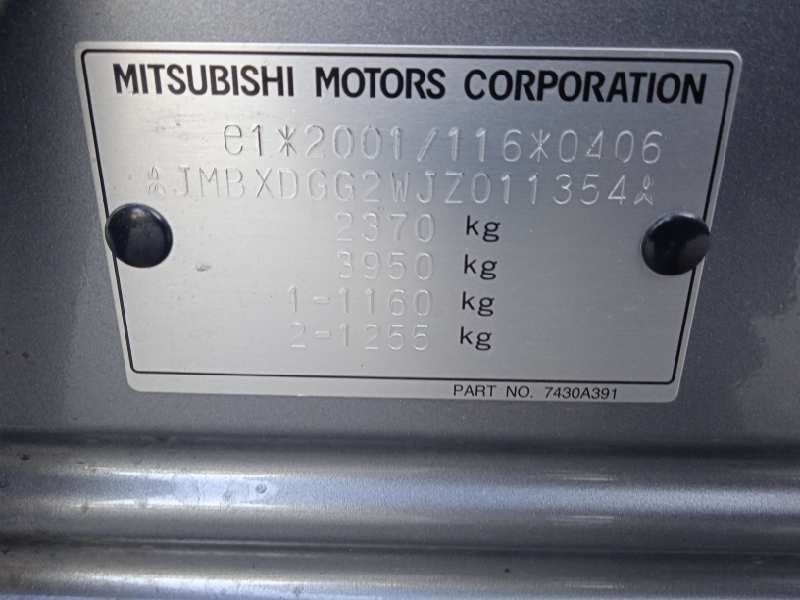 MITSUBISHI MOTORS CORPORATION
e1*2001/116*0406
JMBXDGG2WJZ011354
2370 kg
3950 kg
1-1160 kg
2-1255 kg
PART NO. 7430A391